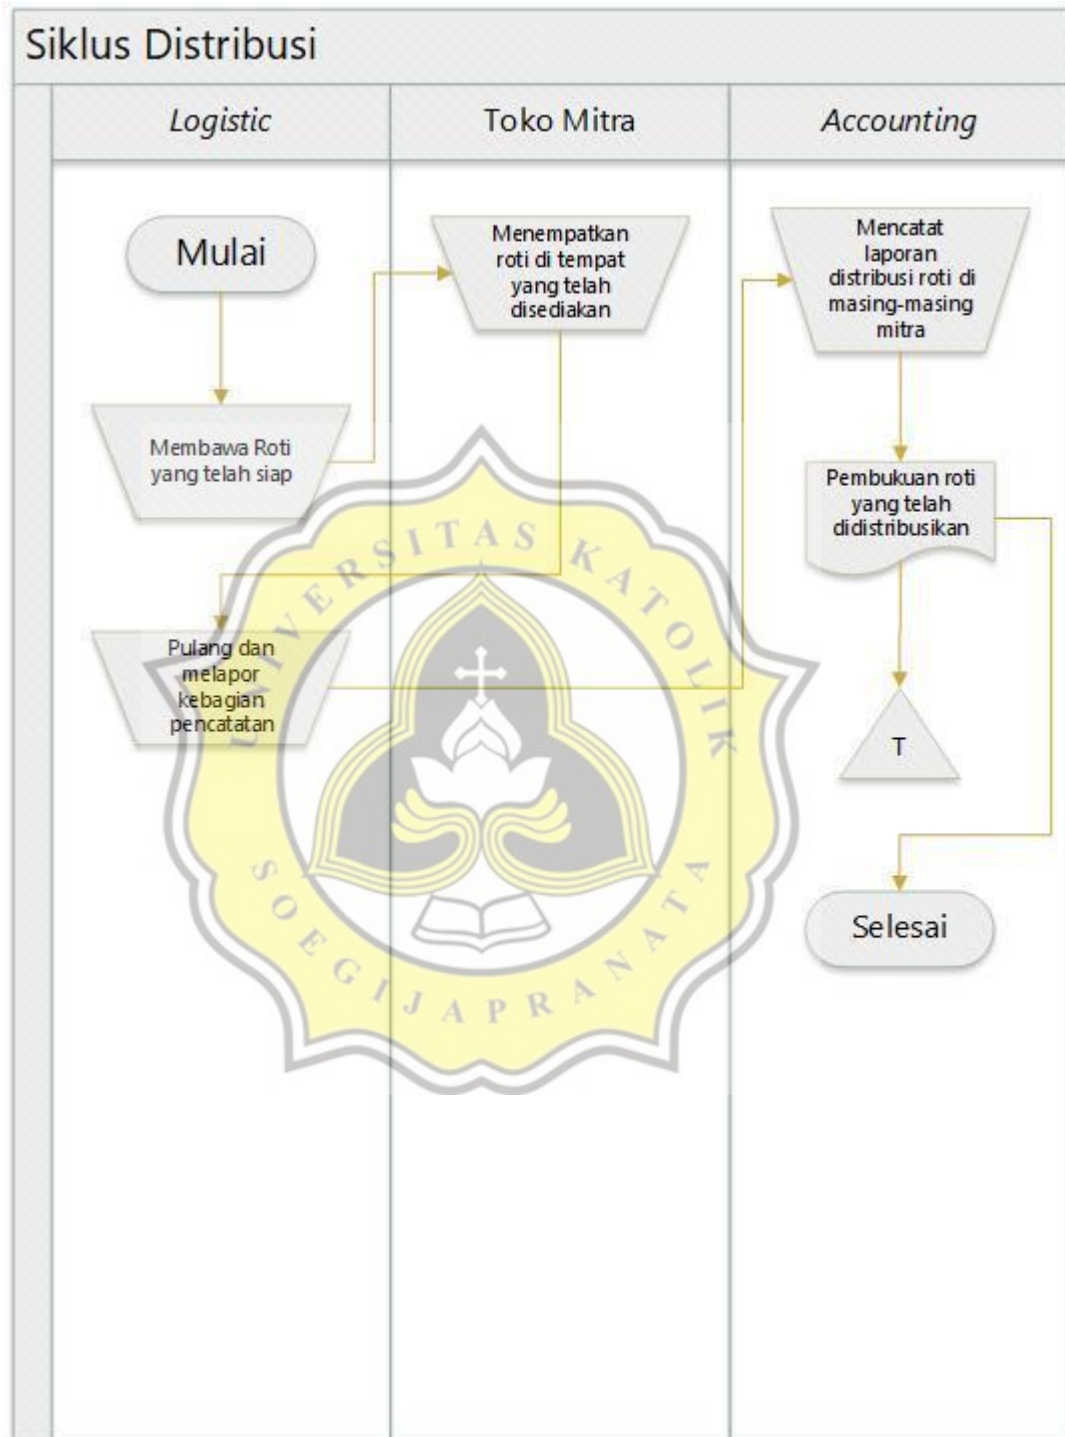 Siklus Distribusi
Logistic
Toko Mitra
Accounting
Mulai
Membawa Roti
yang telah siap
Menempatkan
roti di tempat
yang telah
disediakan
Pulang dan
melapor
kebagian
pencatatan
Mencatat
laporan
distribusi roti di
masing-masing
mitra
Pembukuan roti
yang telah
didistribusikan
T
Selesai
UNIVERSITAS KATOLIK
SOEGIJAPRANATA